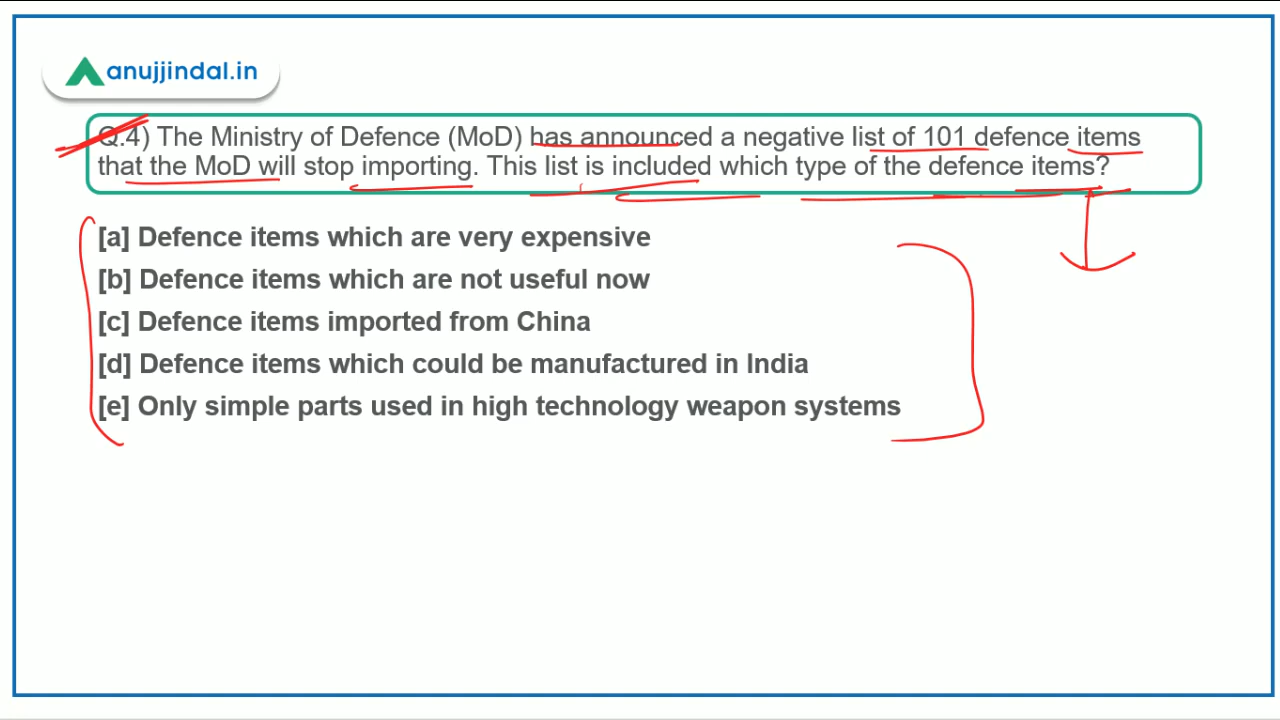 anujjindal.in
Q.4) The Ministry of Defence (MoD) has announced a negative list of 101 defence items
that the MoD will stop importing. This list is included which type of the defence items?
[a] Defence items which are very expensive
[b] Defence items which are not useful now
[c] Defence items imported from China
[d] Defence items which could be manufactured in India
[e] Only simple parts used in high technology weapon systems